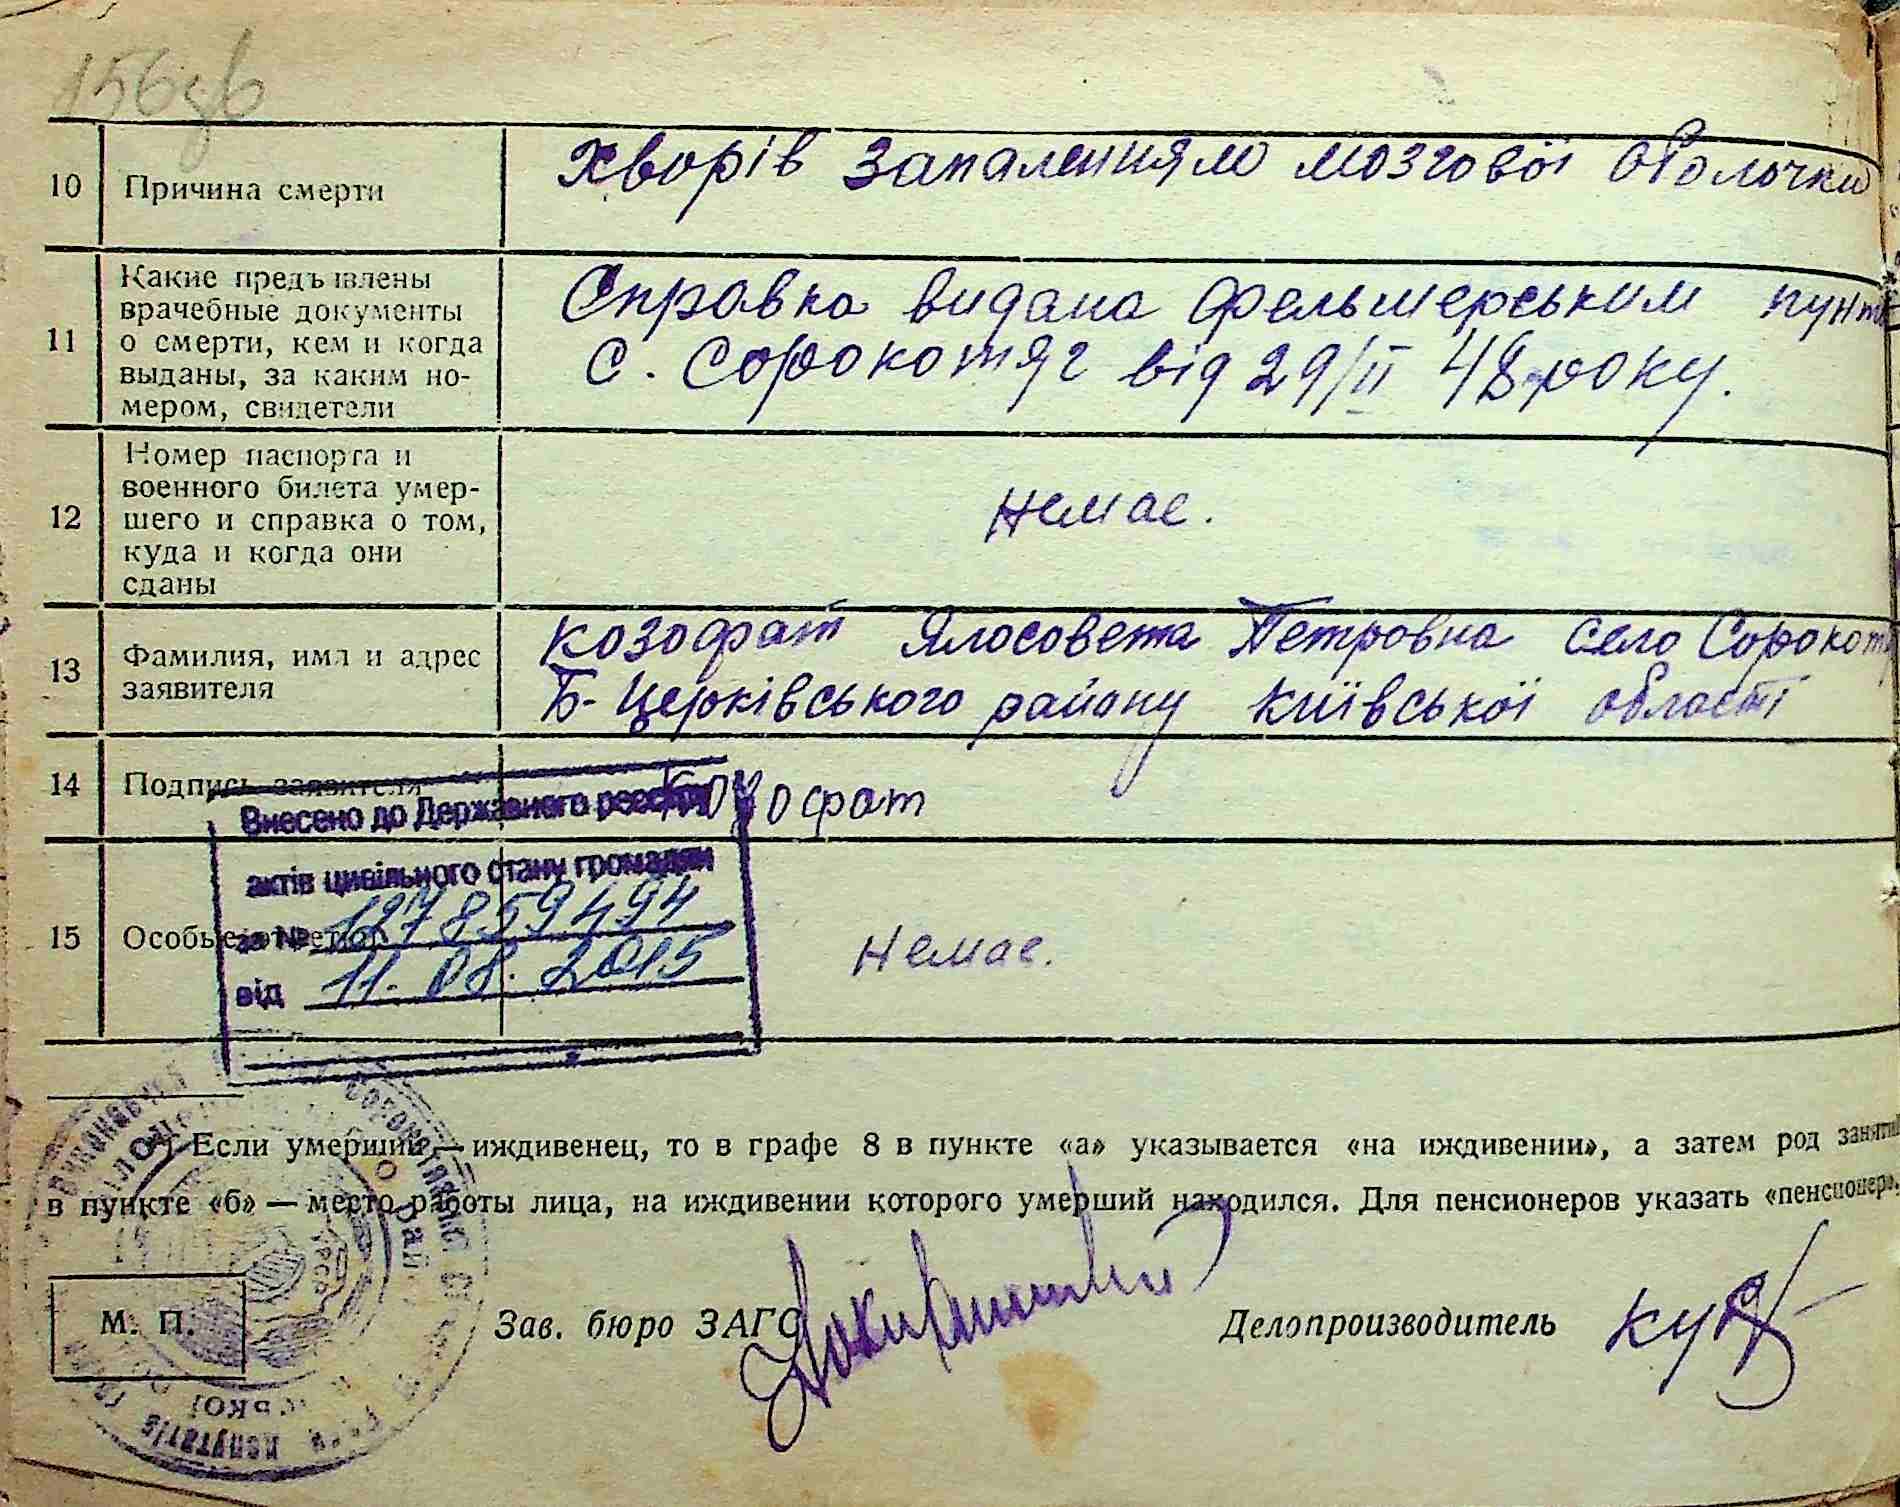 156зв
10 Причина смерти
Хворів запаленням мозгової оболочки
11 Какие предъявлены
врачебные документы
о смерти, кем и когда
выданы, за каким но-
мером, свидетели
Справка видана фельшерським пункт
с. Сорокотяг від 29/II 48 року.
12 Номер паспорта и
военного билета умер-
шего и справка о том,
куда и когда они
сданы
Немає.
13 Фамилия, имя и адрес
заявителя
Козофат Ялосовета Петровна село Сорокотя
Б-Церківського району Київської області
14 Подпись заявителя
Козофат
Внесено до Державного реєстру
актів цивільного стану громадян
за № 127859494
від 11.08.2015
15 Особые отметки
Немає.
*) Если умерший — иждивенец, то в графе 8 в пункте «а» указывается «на иждивении», а затем род занятий
в пункте «б» — место работы лица, на иждивении которого умерший находился. Для пенсионеров указать «пенсионер».
М. П.
Зав. бюро ЗАГС
Делопроизводитель